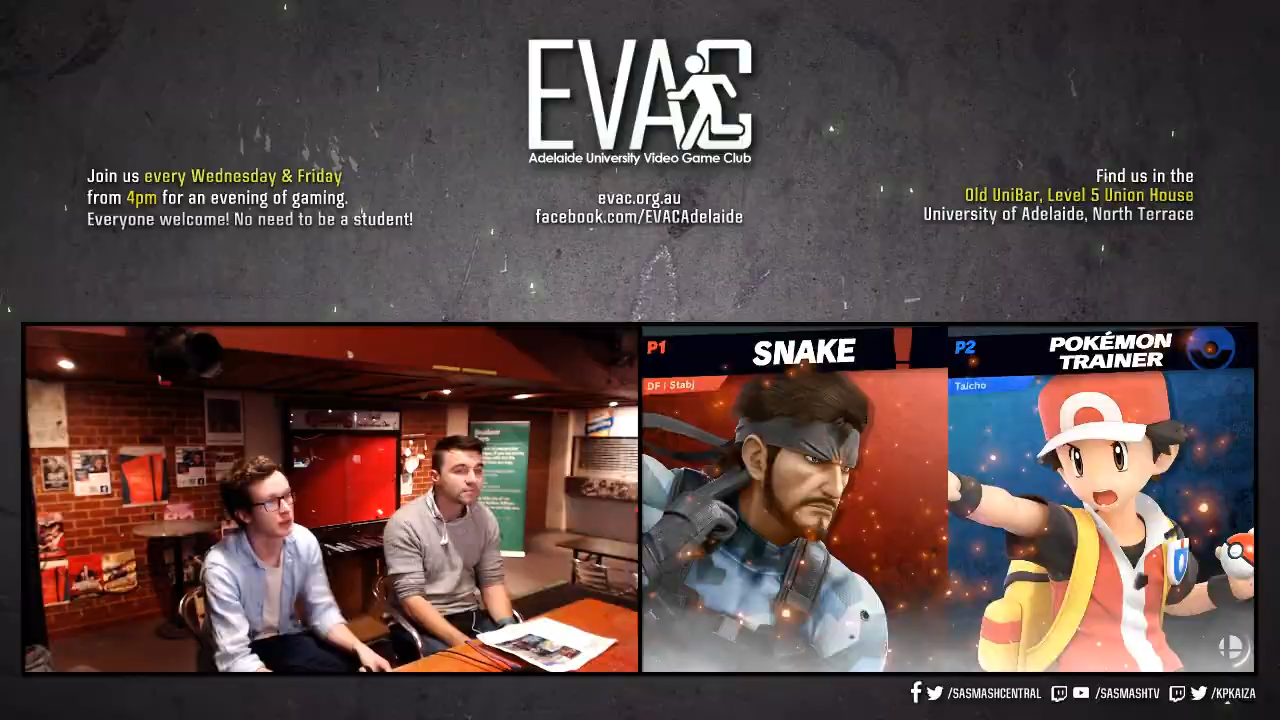 EVAC
Adelaide University Video Game Club
Join us every Wednesday & Friday
from 4pm for an evening of gaming.
Everyone welcome! No need to be a student!
evac.org.au
facebook.com/EVACAdelaide
Find us in the
Old UniBar, Level 5 Union House
University of Adelaide, North Terrace
P1
SNAKE
DF | Stabj
P2
POKÉMON
TRAINER
Taicho
/SASMASHCENTRAL
/SASMASHTV
/KPKAIZA